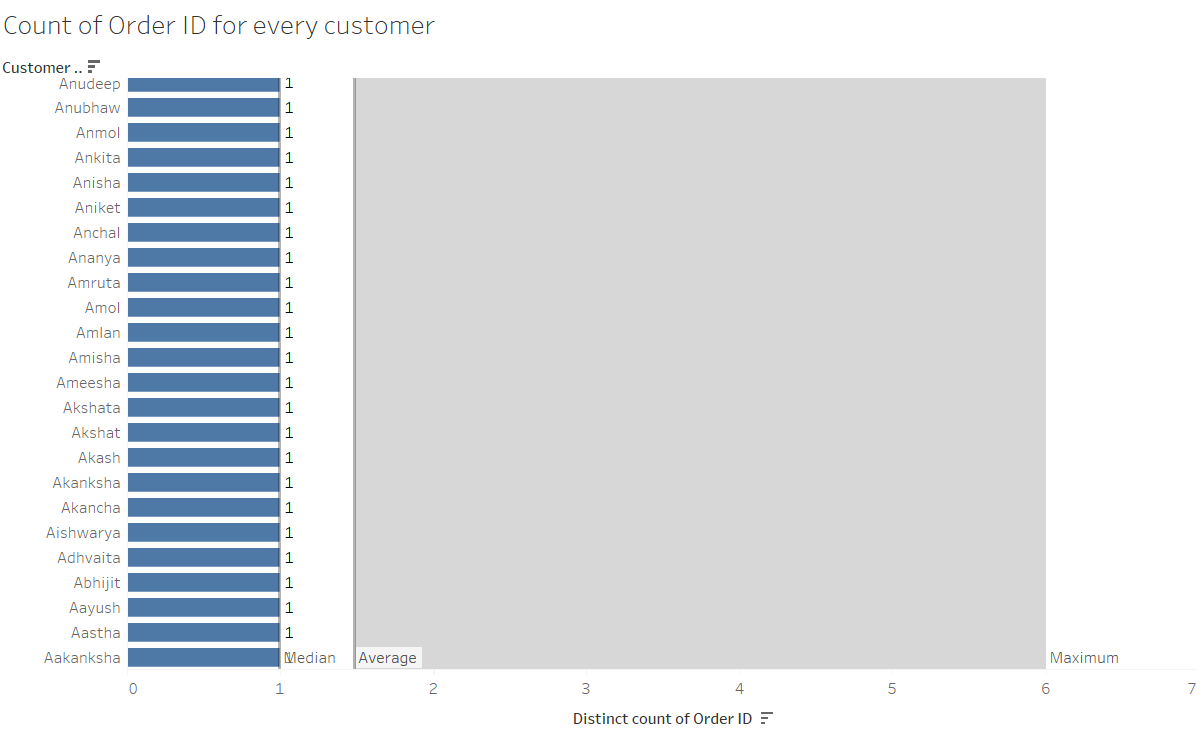 Count of Order ID for every customer
Customer ..
Anudeep 1
Anubhaw 1
Anmol 1
Ankita 1
Anisha 1
Aniket 1
Anchal 1
Ananya 1
Amruta 1
Amol 1
Amlan 1
Amisha 1
Ameesha 1
Akshata 1
Akshat 1
Akash 1
Akanksha 1
Akancha 1
Aishwarya 1
Adhvaita 1
Abhijit 1
Aayush 1
Aastha 1
Aakanksha 1 Median Average Maximum
0 1 2 3 4 5 6 7
Distinct count of Order ID